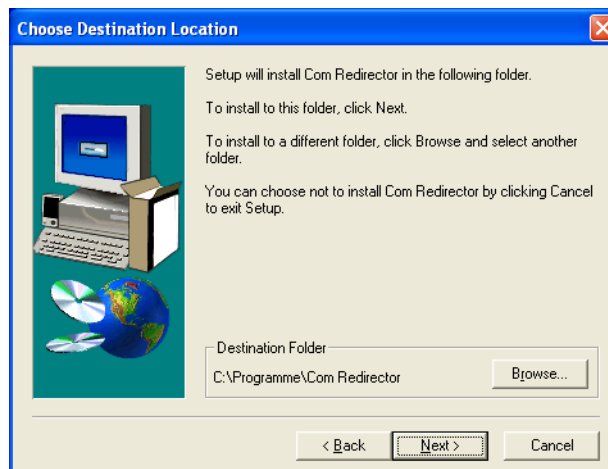 Choose Destination Location
Setup will install Com Redirector in the following folder.
To install to this folder, click Next.
To install to a different folder, click Browse and select another
folder.
You can choose not to install Com Redirector by clicking Cancel
to exit Setup.
Destination Folder
C:\Programme\Com Redirector
Browse...
< Back
Next >
Cancel